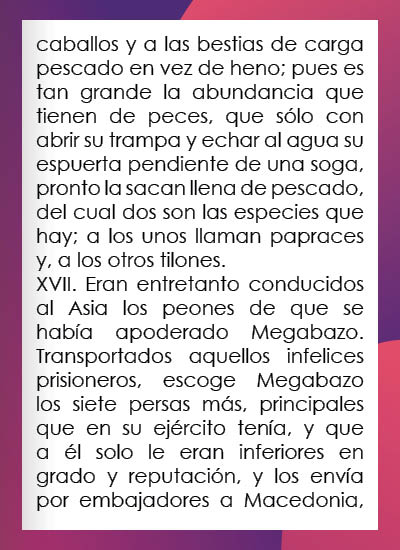 caballos y a las bestias de carga
pescado en vez de heno; pues es
tan grande la abundancia que
tienen de peces, que sólo con
abrir su trampa y echar al agua su
espuerta pendiente de una soga,
pronto la sacan llena de pescado,
del cual dos son las especies que
hay; a los unos llaman papraces
y, a los otros tilones.
XVII. Eran entretanto conducidos
al Asia los peones de que se
había apoderado Megabazo.
Transportados aquellos infelices
prisioneros, escoge Megabazo
los siete persas más, principales
que en su ejército tenía, y que
a él solo le eran inferiores en
grado y reputación, y los envía
por embajadores a Macedonia,